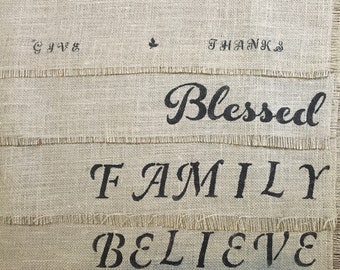 GIVE THANKS
Blessed
FAMILY
BELIEVE